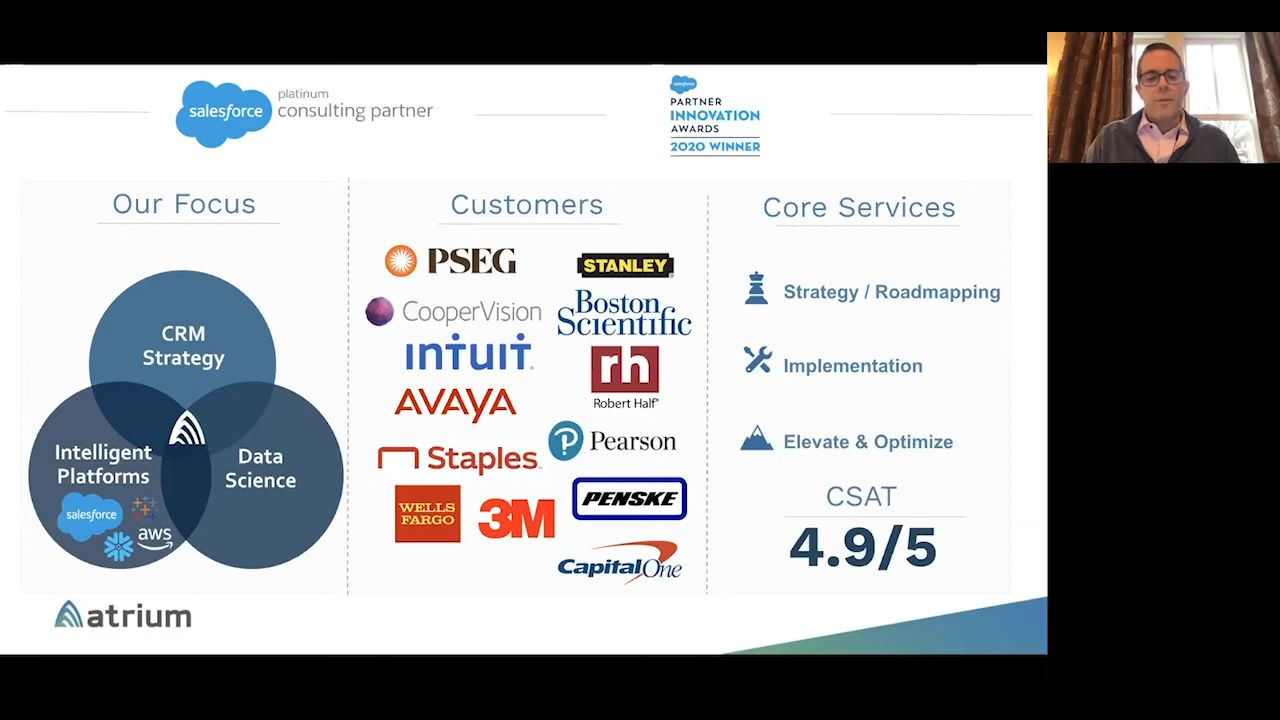 salesforce
platinum
consulting partner
salesforce
PARTNER
INNOVATION
AWARDS
2020 WINNER
Our Focus
CRM
Strategy
Intelligent
Platforms
salesforce
aws
Data
Science
Customers
PSEG
STANLEY
CooperVision
Boston
Scientific
intuit
rh
Robert Half
AVAYA
Pearson
Staples
WELLS
FARGO
3M
PENSKE
Capital One
Core Services
Strategy / Roadmapping
Implementation
Elevate & Optimize
CSAT
4.9/5
atrium